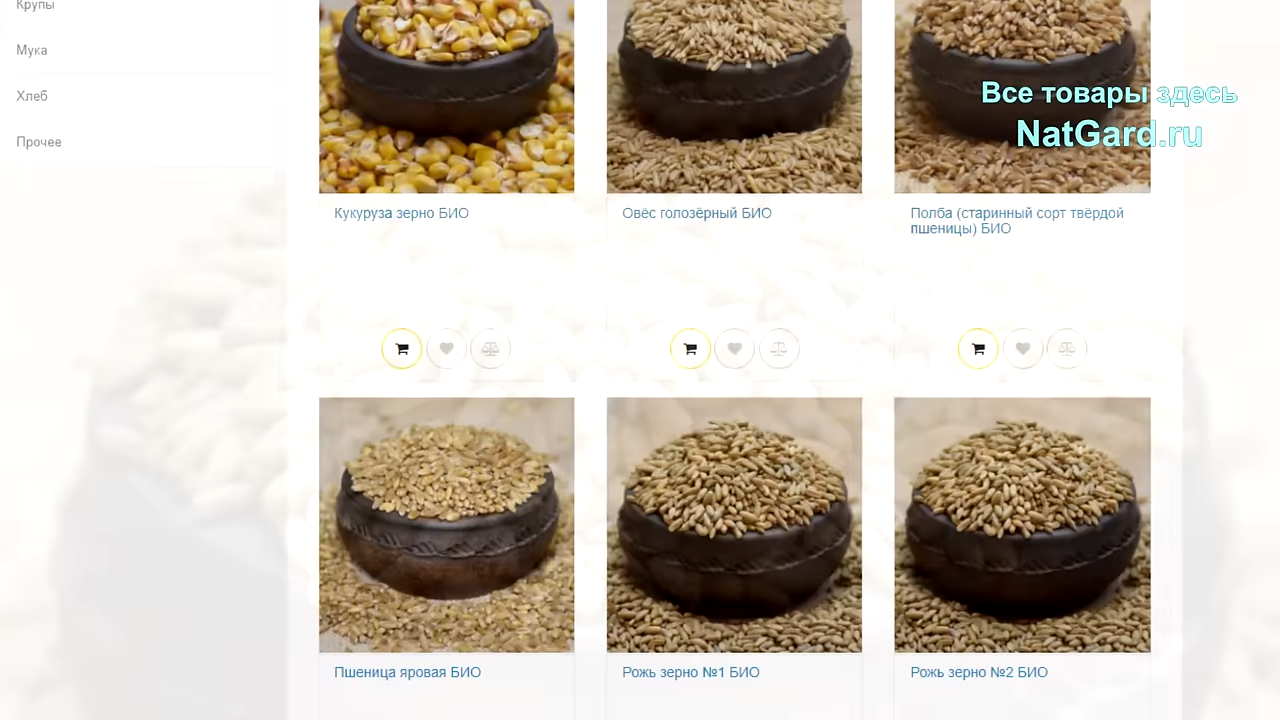 Крупы
Мука
Хлеб
Прочее
Все товары здесь
NatGard.ru
Кукуруза зерно БИО
Овёс голозёрный БИО
Полба (старинный сорт твёрдой
пшеницы) БИО
Пшеница яровая БИО
Рожь зерно №1 БИО
Рожь зерно №2 БИО